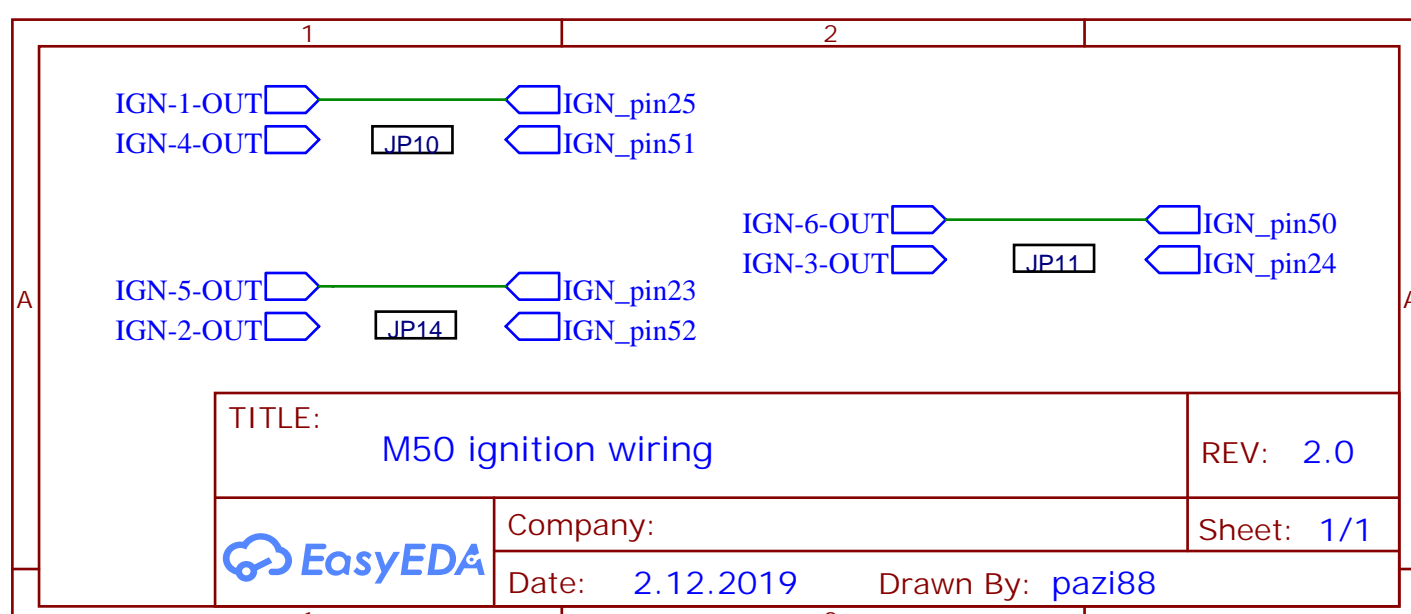 1 2
IGN-1-OUT IGN_pin25
IGN-4-OUT JP10 IGN_pin51
IGN-6-OUT IGN_pin50
IGN-3-OUT JP11 IGN_pin24
IGN-5-OUT IGN_pin23
IGN-2-OUT JP14 IGN_pin52
A A
TITLE:
M50 ignition wiring
REV: 2.0
EasyEDA
Company:
Sheet: 1/1
Date: 2.12.2019 Drawn By: pazi88